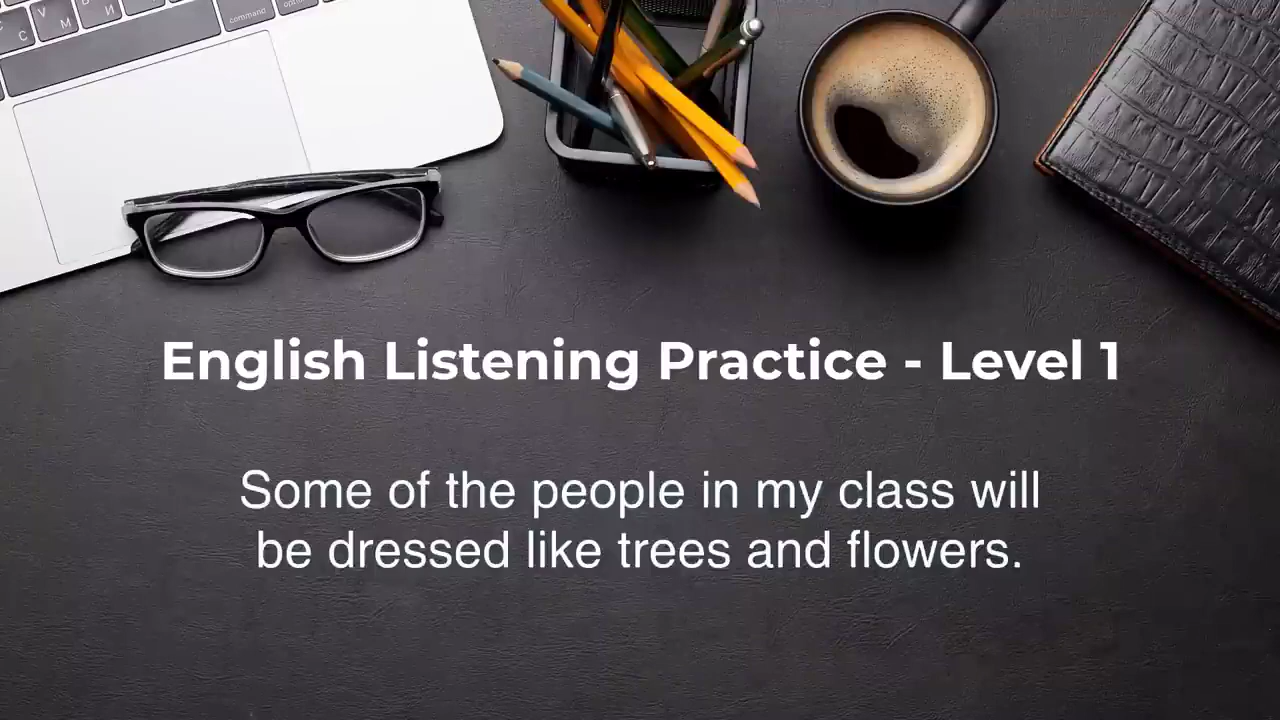 command
English Listening Practice - Level 1
Some of the people in my class will
be dressed like trees and flowers.